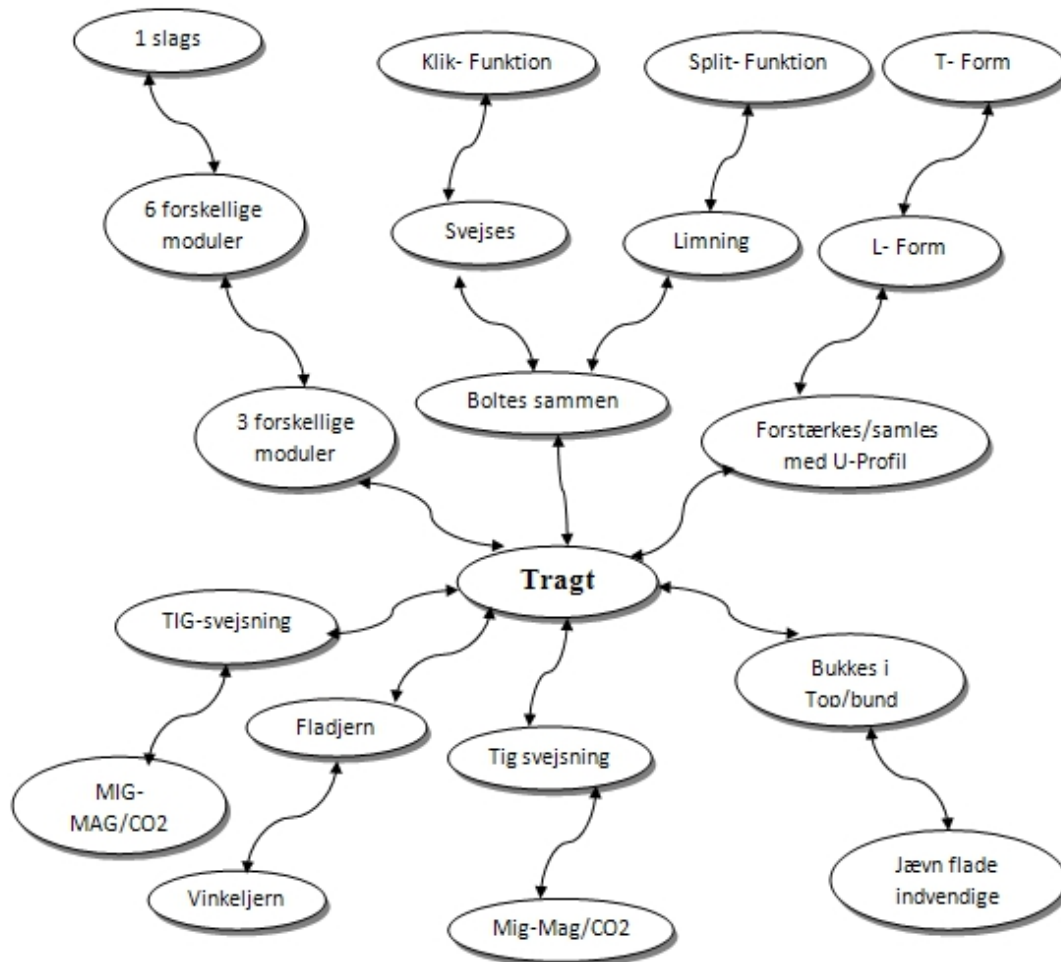 1 slags
Klik- Funktion
Split- Funktion
T- Form
6 forskellige
moduler
Svejses
Limning
L- Form
3 forskellige
moduler
Boltes sammen
Forstærkes/samles
med U-Profil
Tragt
TIG-svejsning
Bukkes i
Top/bund
Fladjern
Tig svejsning
MIG-
MAG/CO2
Vinkeljern
Mig-Mag/CO2
Jævn flade
indvendige